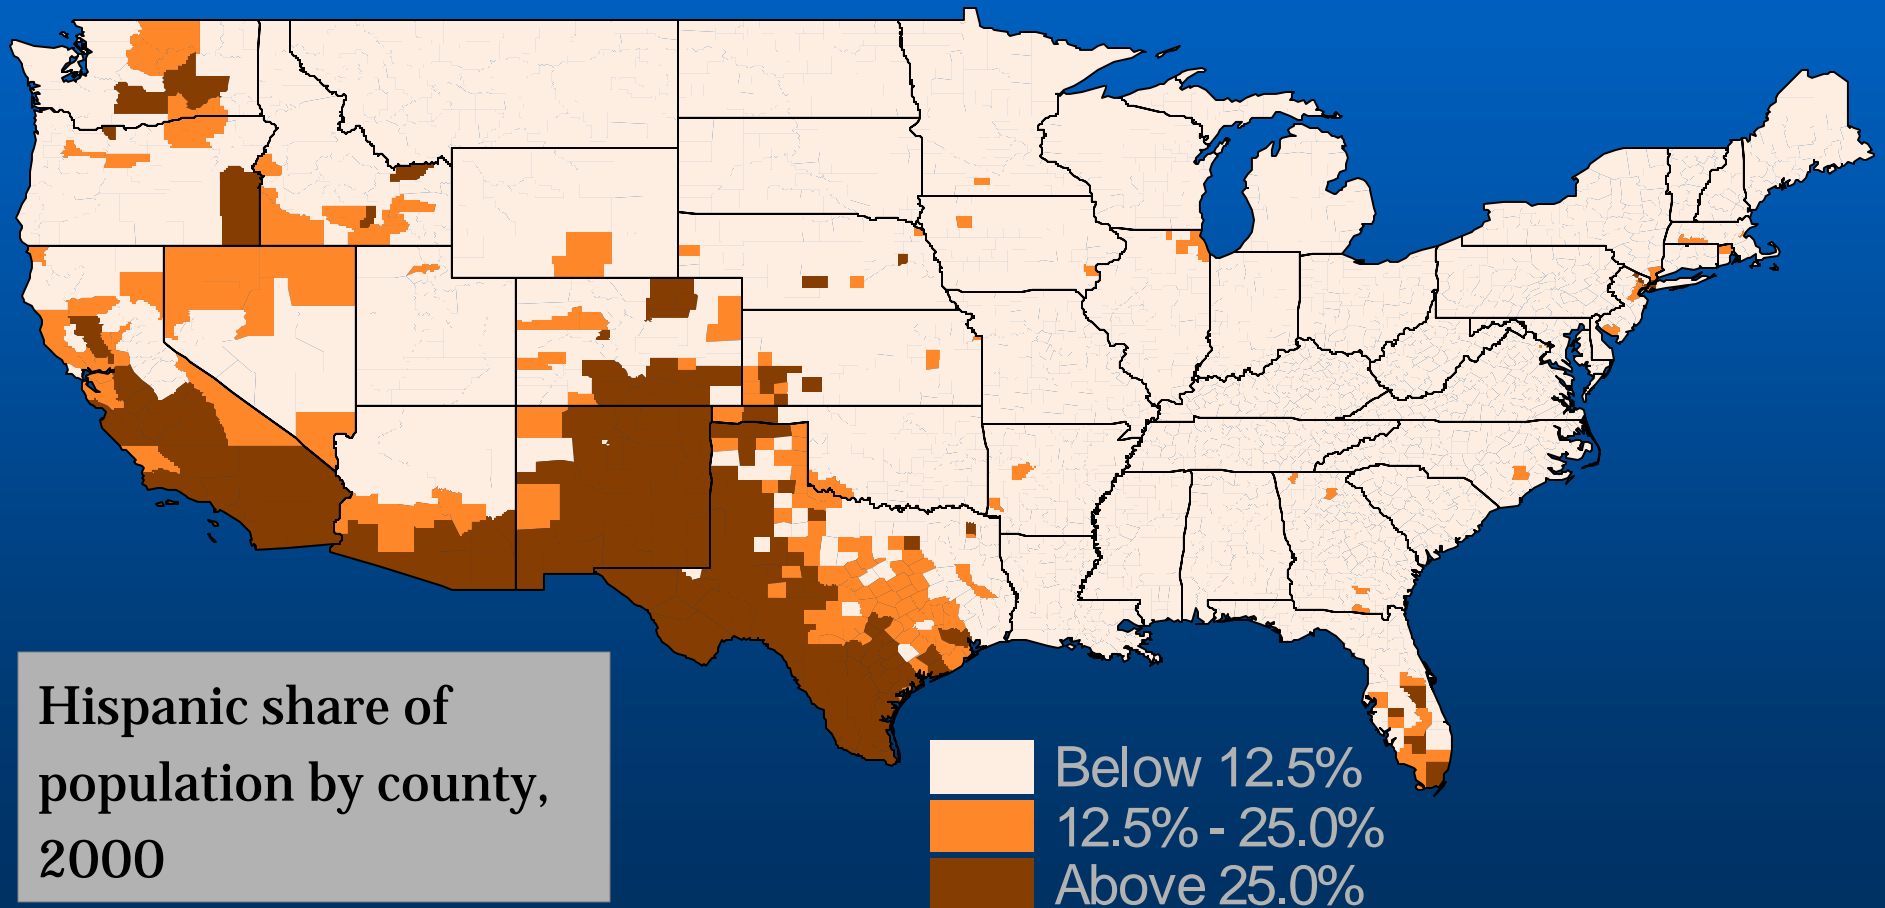 Hispanic share of
population by county,
2000
Below 12.5%
12.5% - 25.0%
Above 25.0%